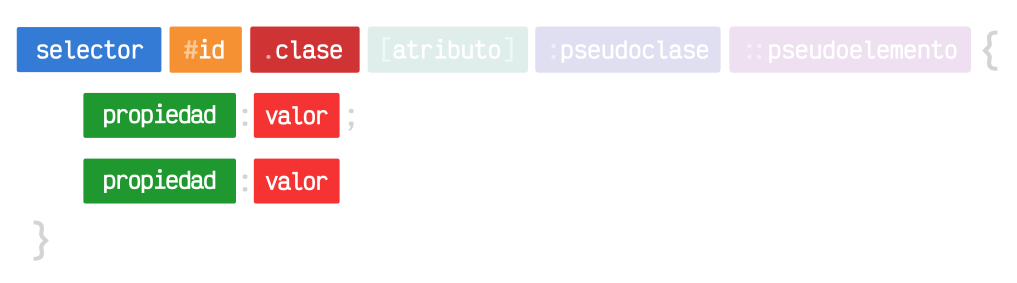 selector #id .clase [atributo] :pseudoclase ::pseudoelemento {
propiedad : valor ;
propiedad : valor
}